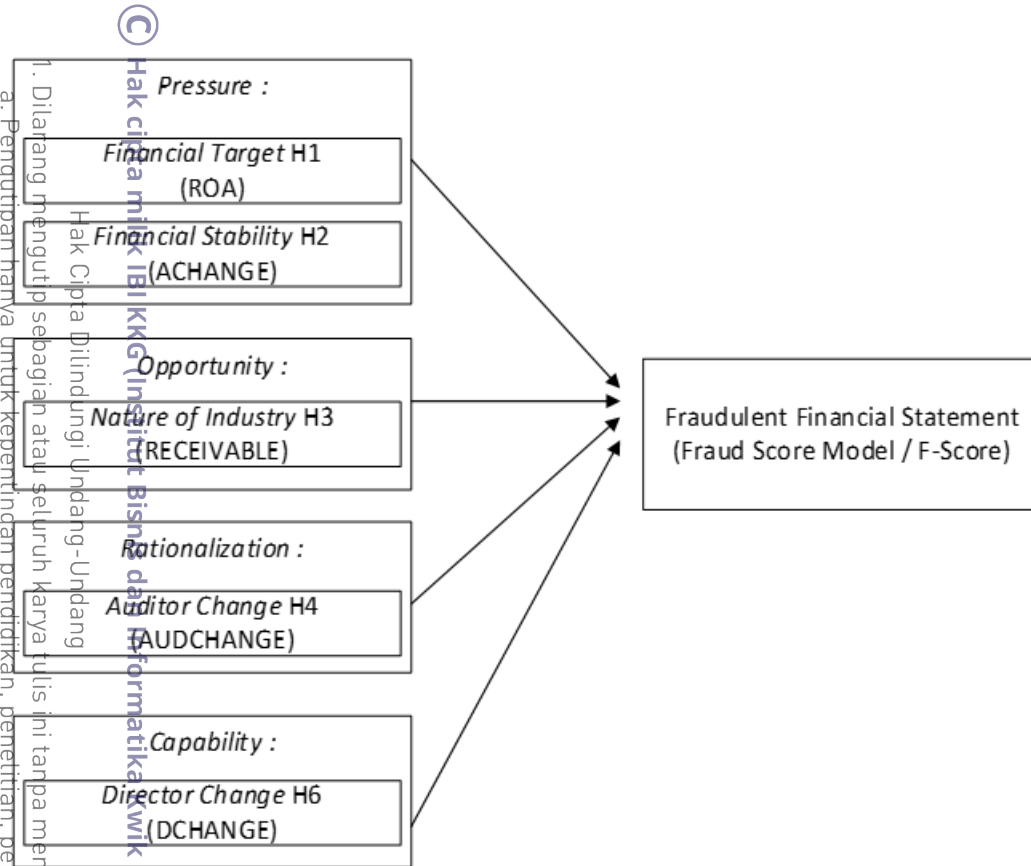 Pressure :
Financial Target H1
(ROA)
Financial Stability H2
(ACHANGE)
Opportunity :
Nature of Industry H3
(RECEIVABLE)
Rationalization :
Auditor Change H4
(AUDCHANGE)
Capability :
Director Change H6
(DCHANGE)
Fraudulent Financial Statement
(Fraud Score Model / F-Score)
© Hak cipta milik IBI KKG (Institut Bisnis dan Informatika Kwik
Hak Cipta Dilindungi Undang-Undang
1. Dilarang mengutip sebagian atau seluruh karya tulis ini tanpa men
a. Pengutipan hanya untuk kepentingan pendidikan, penelitian, pe